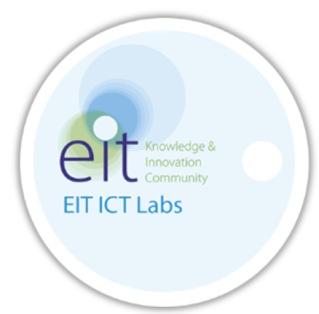 eit
Knowledge &
Innovation
Community
EIT ICT Labs